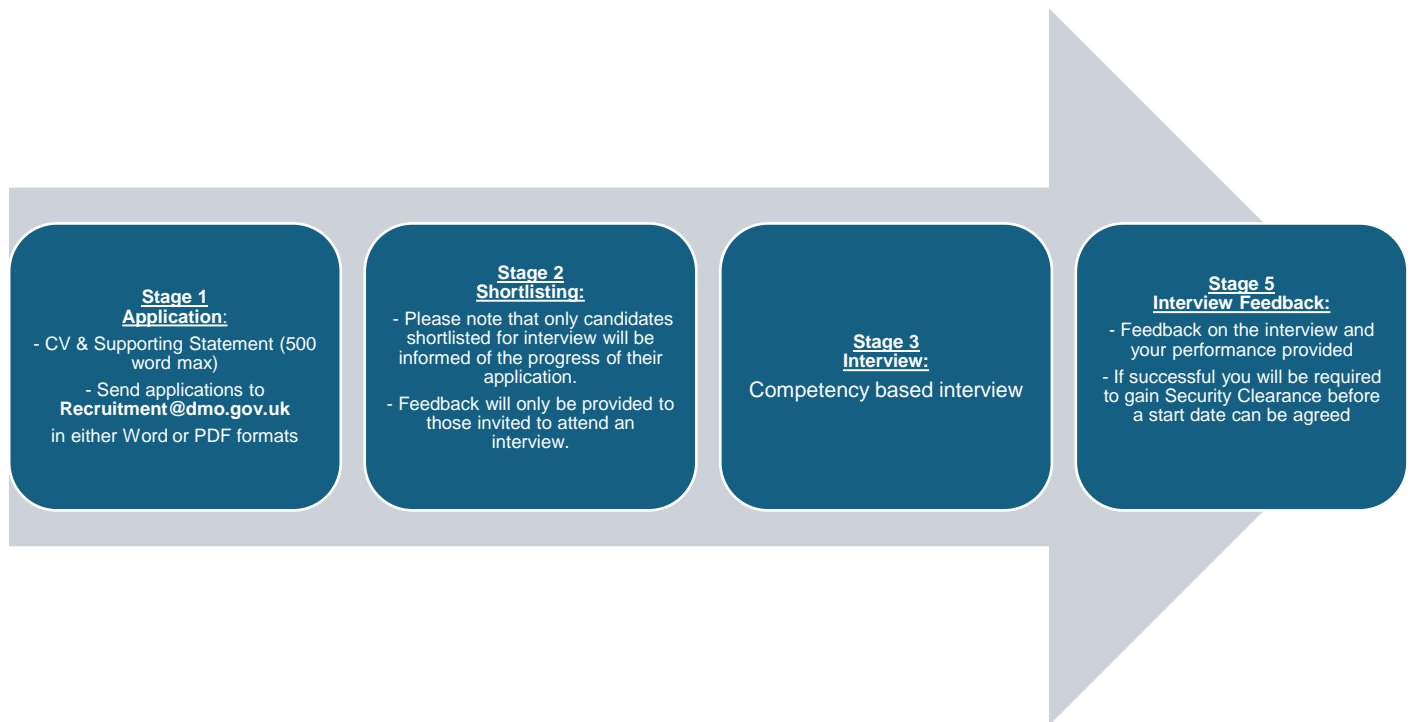 Stage 1
Application:
- CV & Supporting Statement (500
word max)
- Send applications to
Recruitment@dmo.gov.uk
in either Word or PDF formats
Stage 2
Shortlisting:
- Please note that only candidates
shortlisted for interview will be
informed of the progress of their
application.
- Feedback will only be provided to
those invited to attend an
interview.
Stage 3
Interview:
Competency based interview
Stage 5
Interview Feedback:
- Feedback on the interview and
your performance provided
- If successful you will be required
to gain Security Clearance before
a start date can be agreed